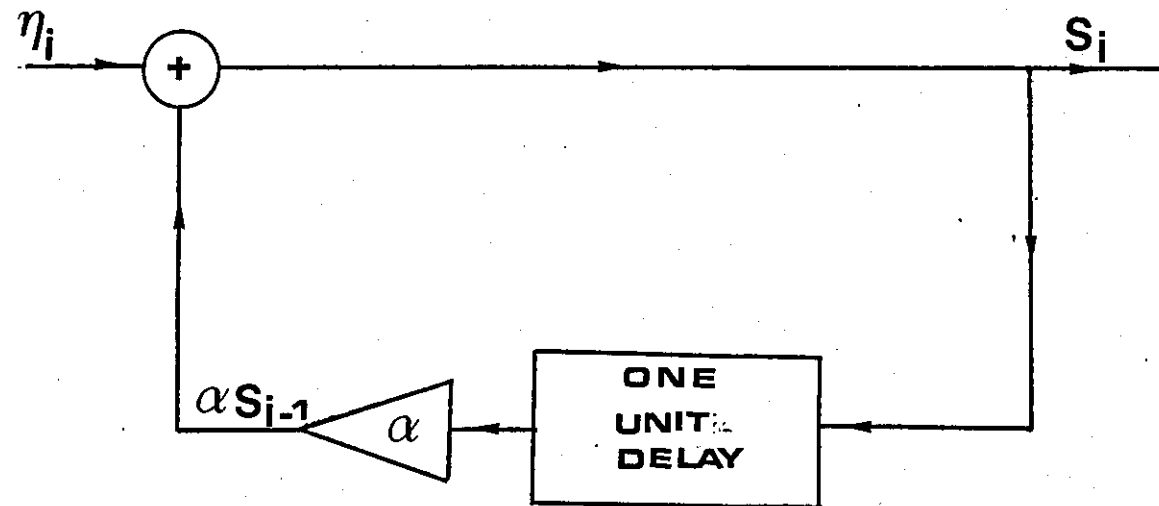 ηi
+
Si
αSi-1
α
ONE
UNIT
DELAY